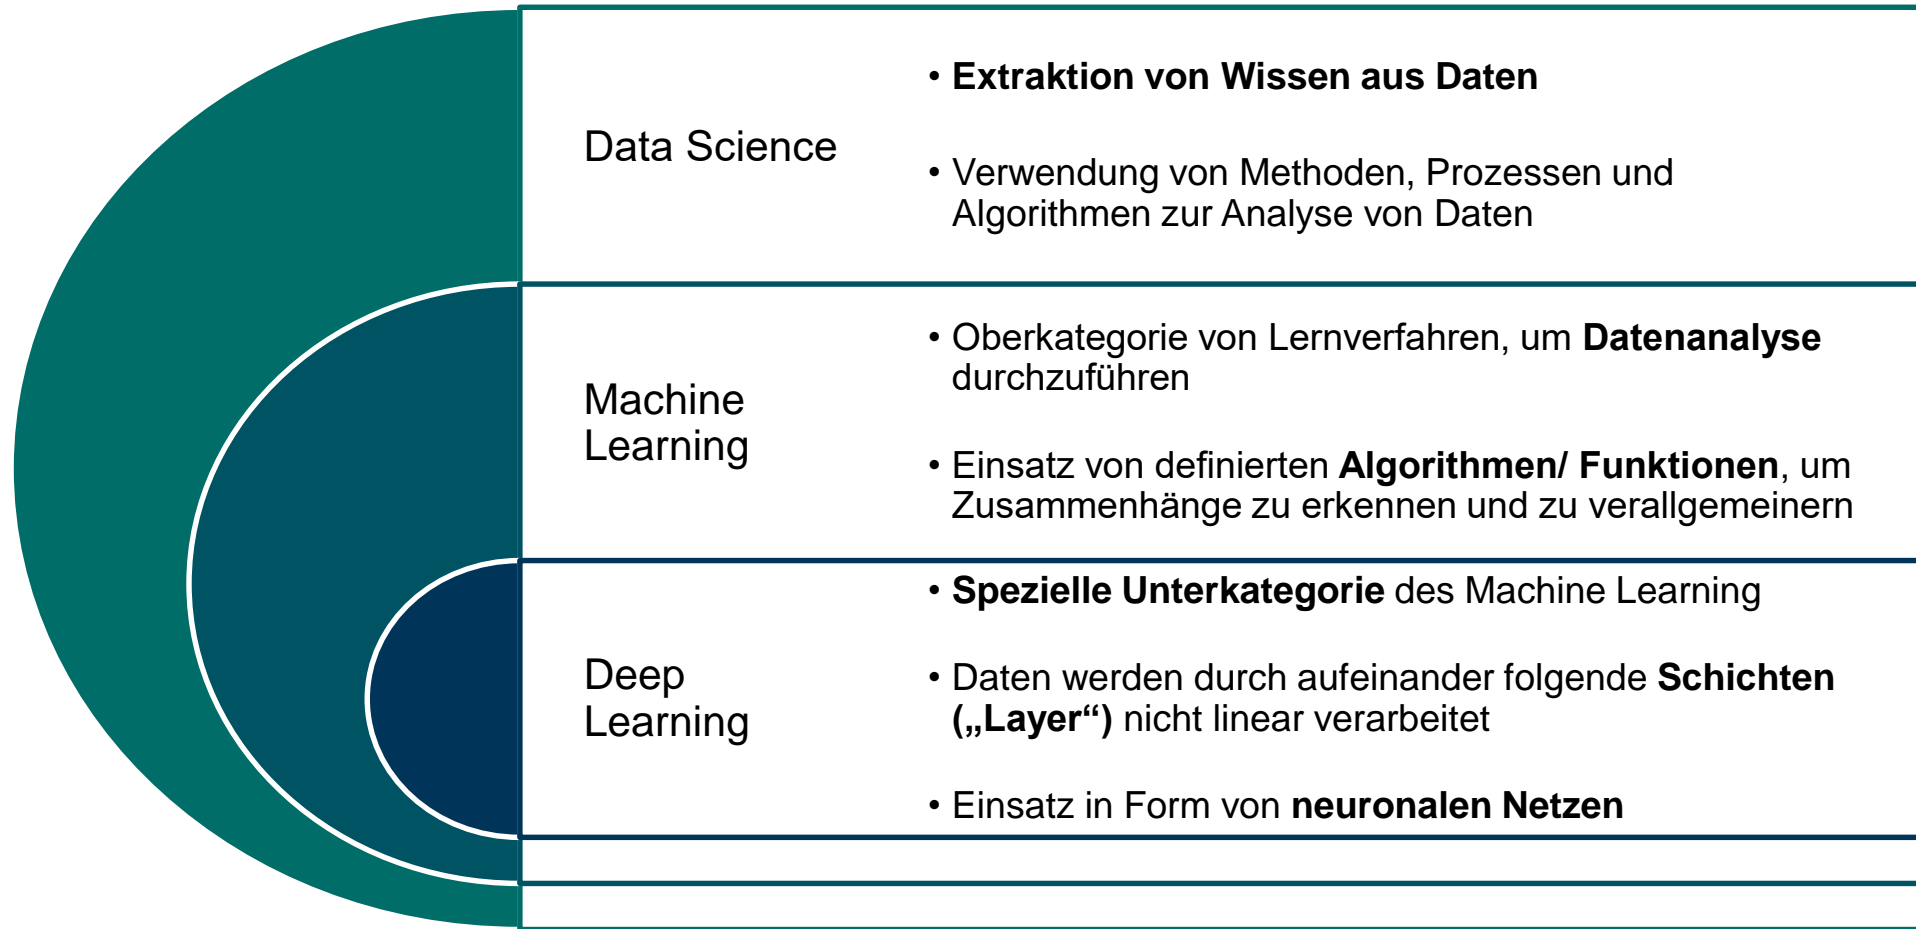 Data Science
• Extraktion von Wissen aus Daten
• Verwendung von Methoden, Prozessen und
Algorithmen zur Analyse von Daten
Machine
Learning
• Oberkategorie von Lernverfahren, um Datenanalyse
durchzuführen
• Einsatz von definierten Algorithmen/ Funktionen, um
Zusammenhänge zu erkennen und zu verallgemeinern
Deep
Learning
• Spezielle Unterkategorie des Machine Learning
• Daten werden durch aufeinander folgende Schichten
(„Layer“) nicht linear verarbeitet
• Einsatz in Form von neuronalen Netzen